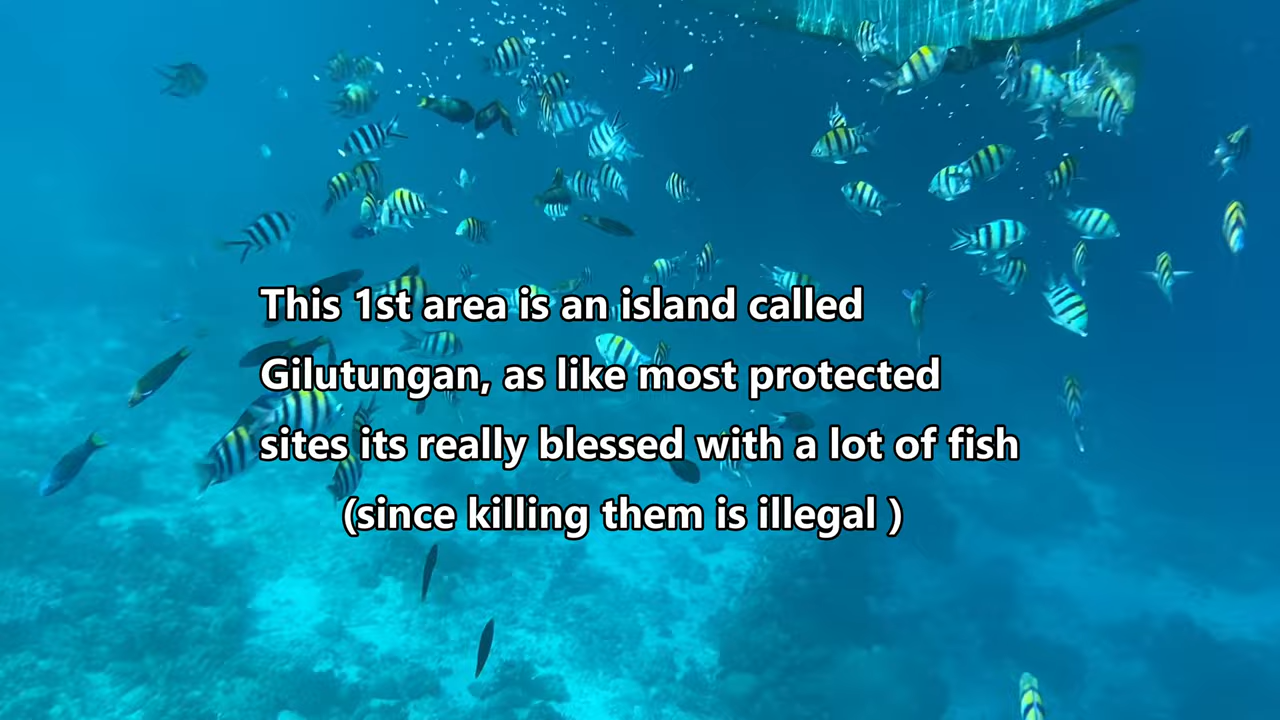 This 1st area is an island called
Gilutungan, as like most protected
sites its really blessed with a lot of fish
(since killing them is illegal )